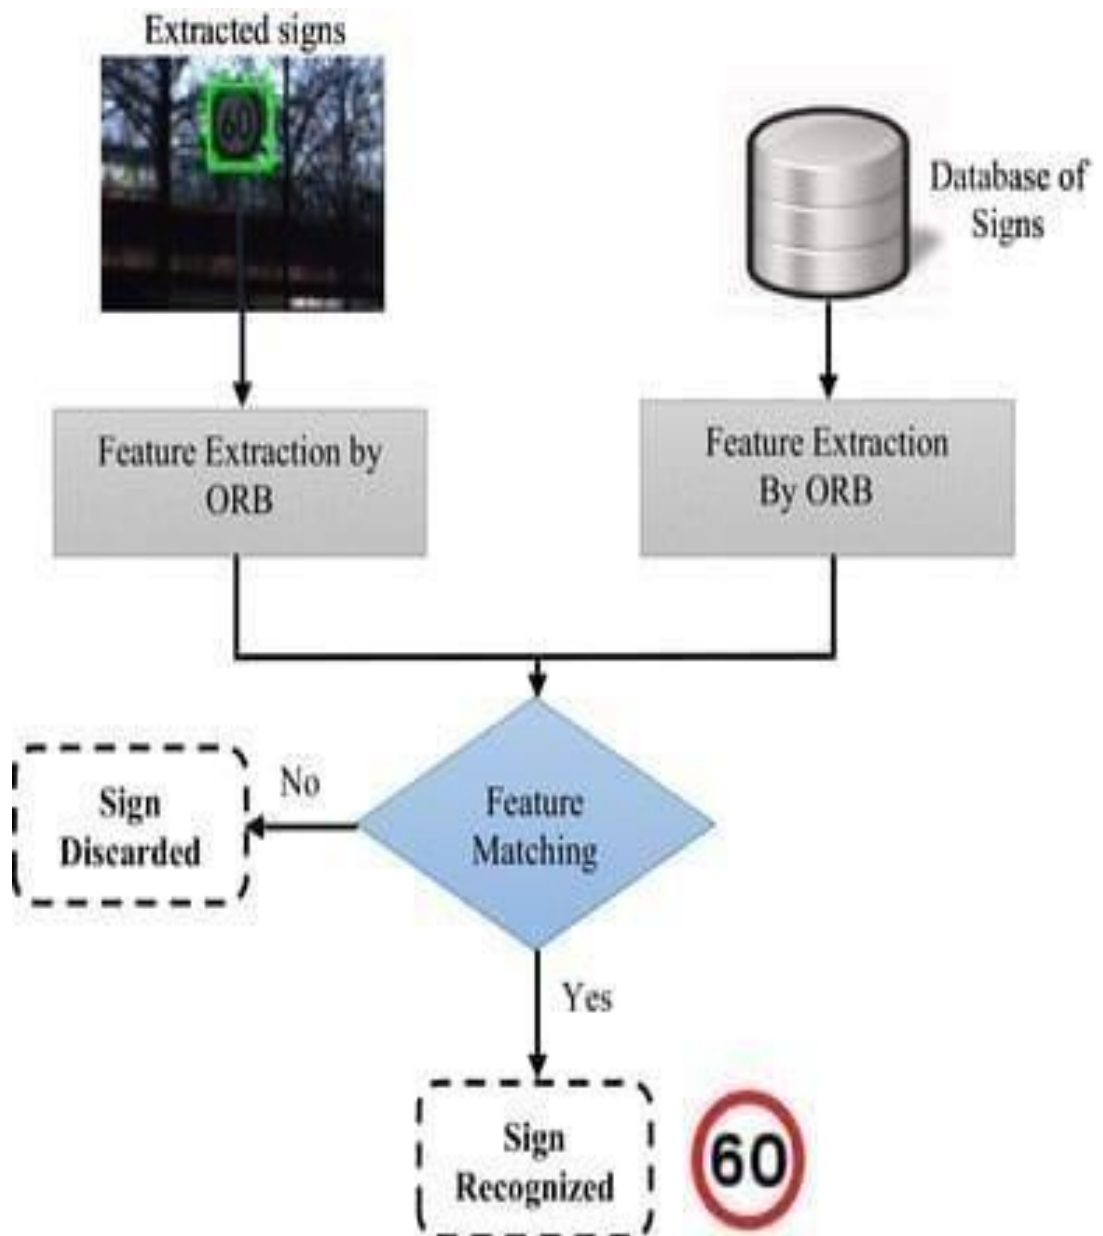 Extracted signs
60
Database of
Signs
Feature Extraction by
ORB
Feature Extraction
By ORB
No
Sign
Discarded
Feature
Matching
Yes
Sign
Recognized
60